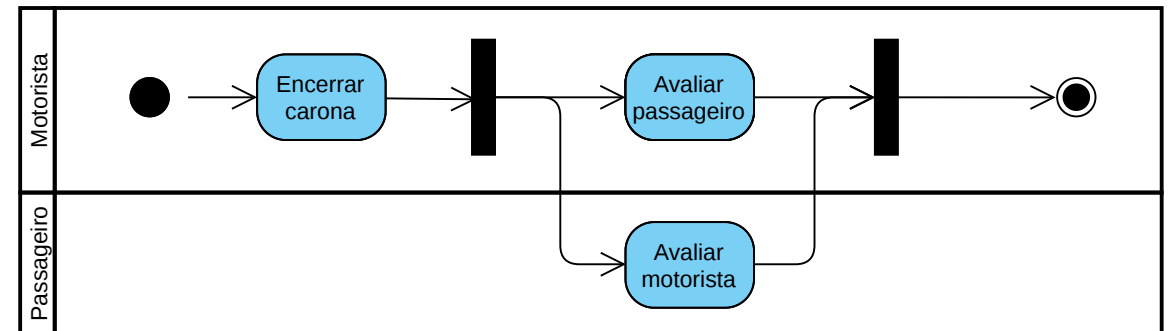 Motorista
Encerrar
carona
Avaliar
passageiro
Passageiro
Avaliar
motorista